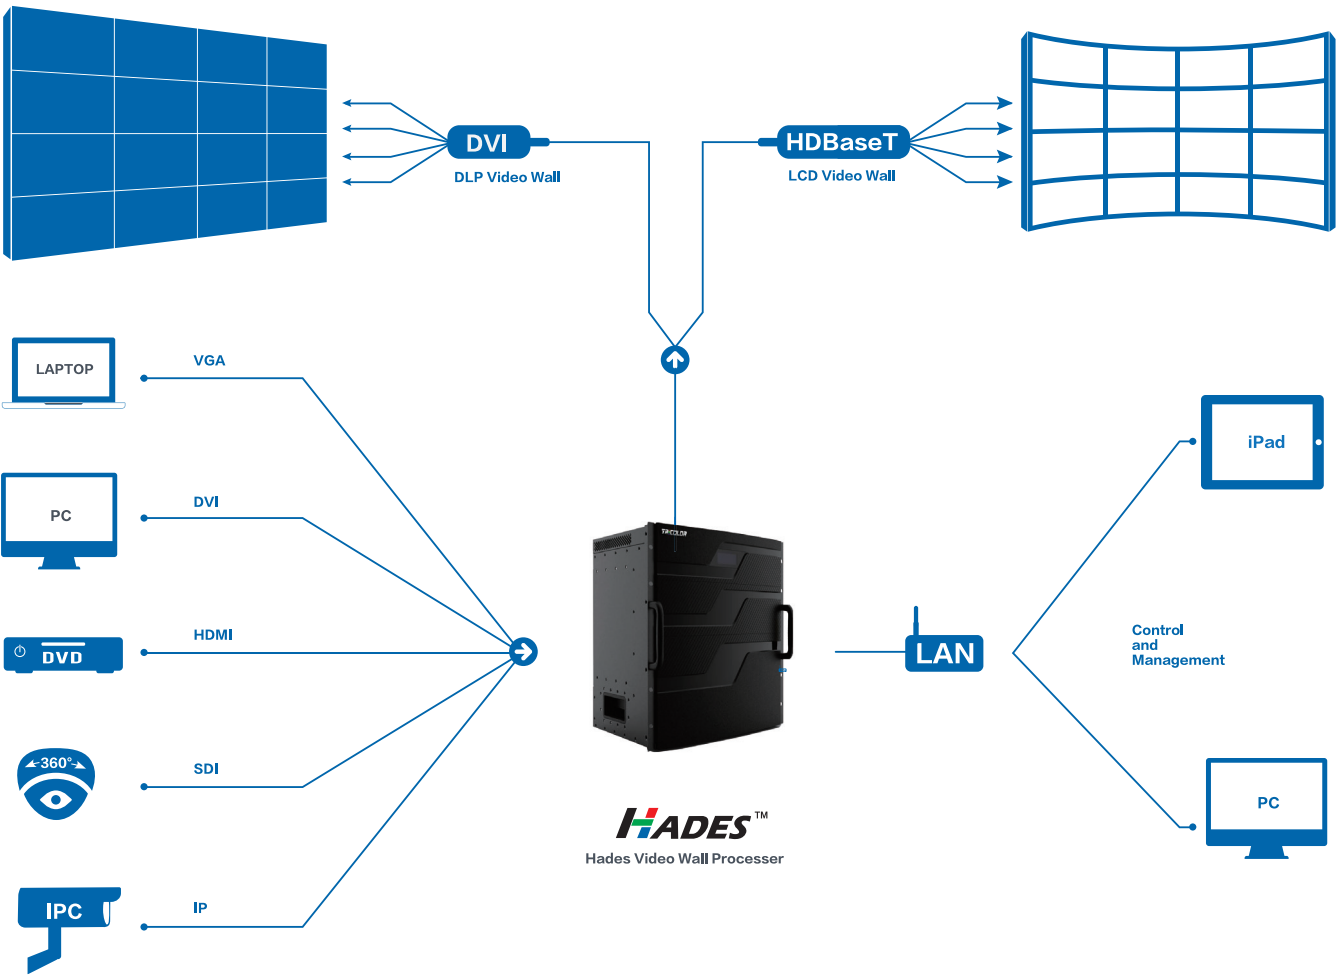 DVI
DLP Video Wall
HDBaseT
LCD Video Wall
LAPTOP
VGA
PC
DVI
DVD
HDMI
360°
SDI
IPC
IP
TRICOLOR
HADES™
Hades Video Wall Processer
LAN
iPad
Control
and
Management
PC